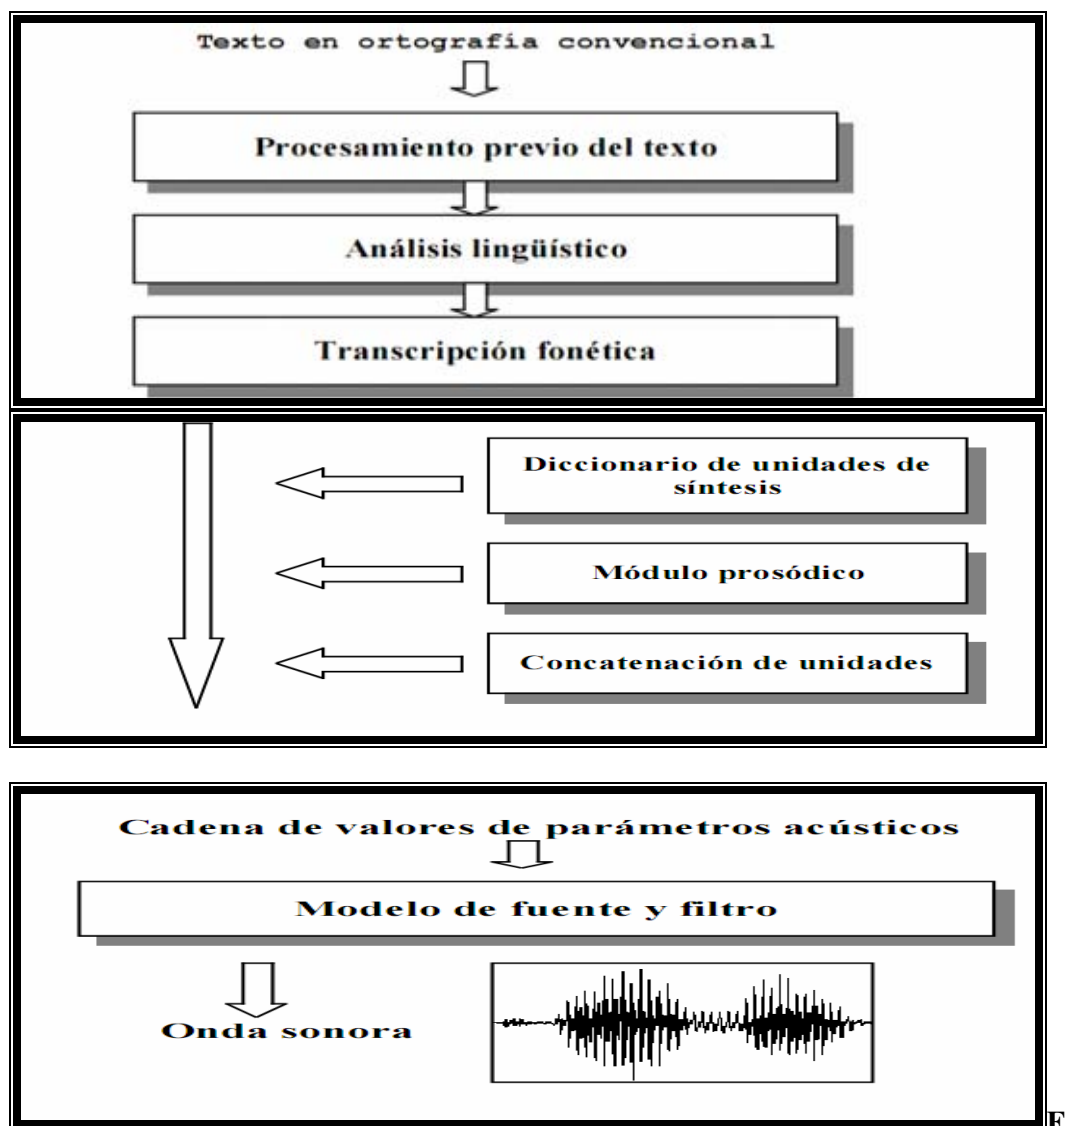 Texto en ortografía convencional
Procesamiento previo del texto
Análisis lingüístico
Transcripción fonética
Diccionario de unidades de
síntesis
Módulo prosódico
Concatenación de unidades
Cadena de valores de parámetros acústicos
Modelo de fuente y filtro
Onda sonora